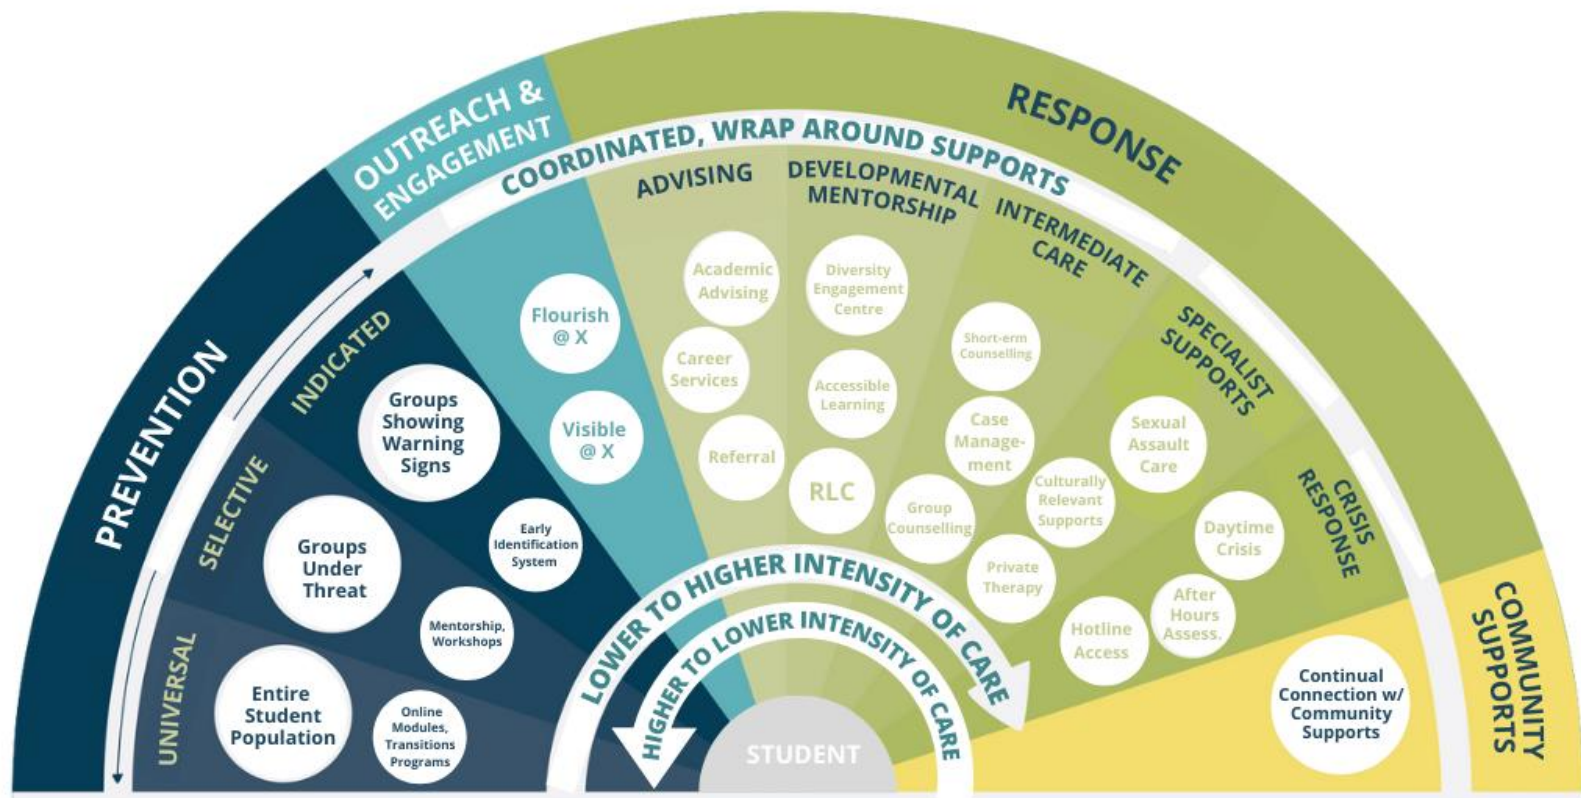 PREVENTION
OUTREACH &
ENGAGEMENT
RESPONSE
COMMUNITY
SUPPORTS
COORDINATED, WRAP AROUND SUPPORTS
UNIVERSAL
Entire
Student
Population
Online
Modules,
Transitions
Programs
SELECTIVE
Groups
Under
Threat
Mentorship,
Workshops
INDICATED
Groups
Showing
Warning
Signs
Early
Identification
System
Flourish
@ X
Visible
@ X
ADVISING
Academic
Advising
Career
Services
Referral
DEVELOPMENTAL
MENTORSHIP
Diversity
Engagement
Centre
Accessible
Learning
RLC
INTERMEDIATE
CARE
Short-erm
Counselling
Case
Manage-
ment
Group
Counselling
SPECIALIST
SUPPORTS
Sexual
Assault
Care
Culturally
Relevant
Supports
Private
Therapy
CRISIS
RESPONSE
Daytime
Crisis
After
Hours
Assess.
Hotline
Access
Continual
Connection w/
Community
Supports
LOWER TO HIGHER INTENSITY OF CARE
HIGHER TO LOWER INTENSITY OF CARE
STUDENT